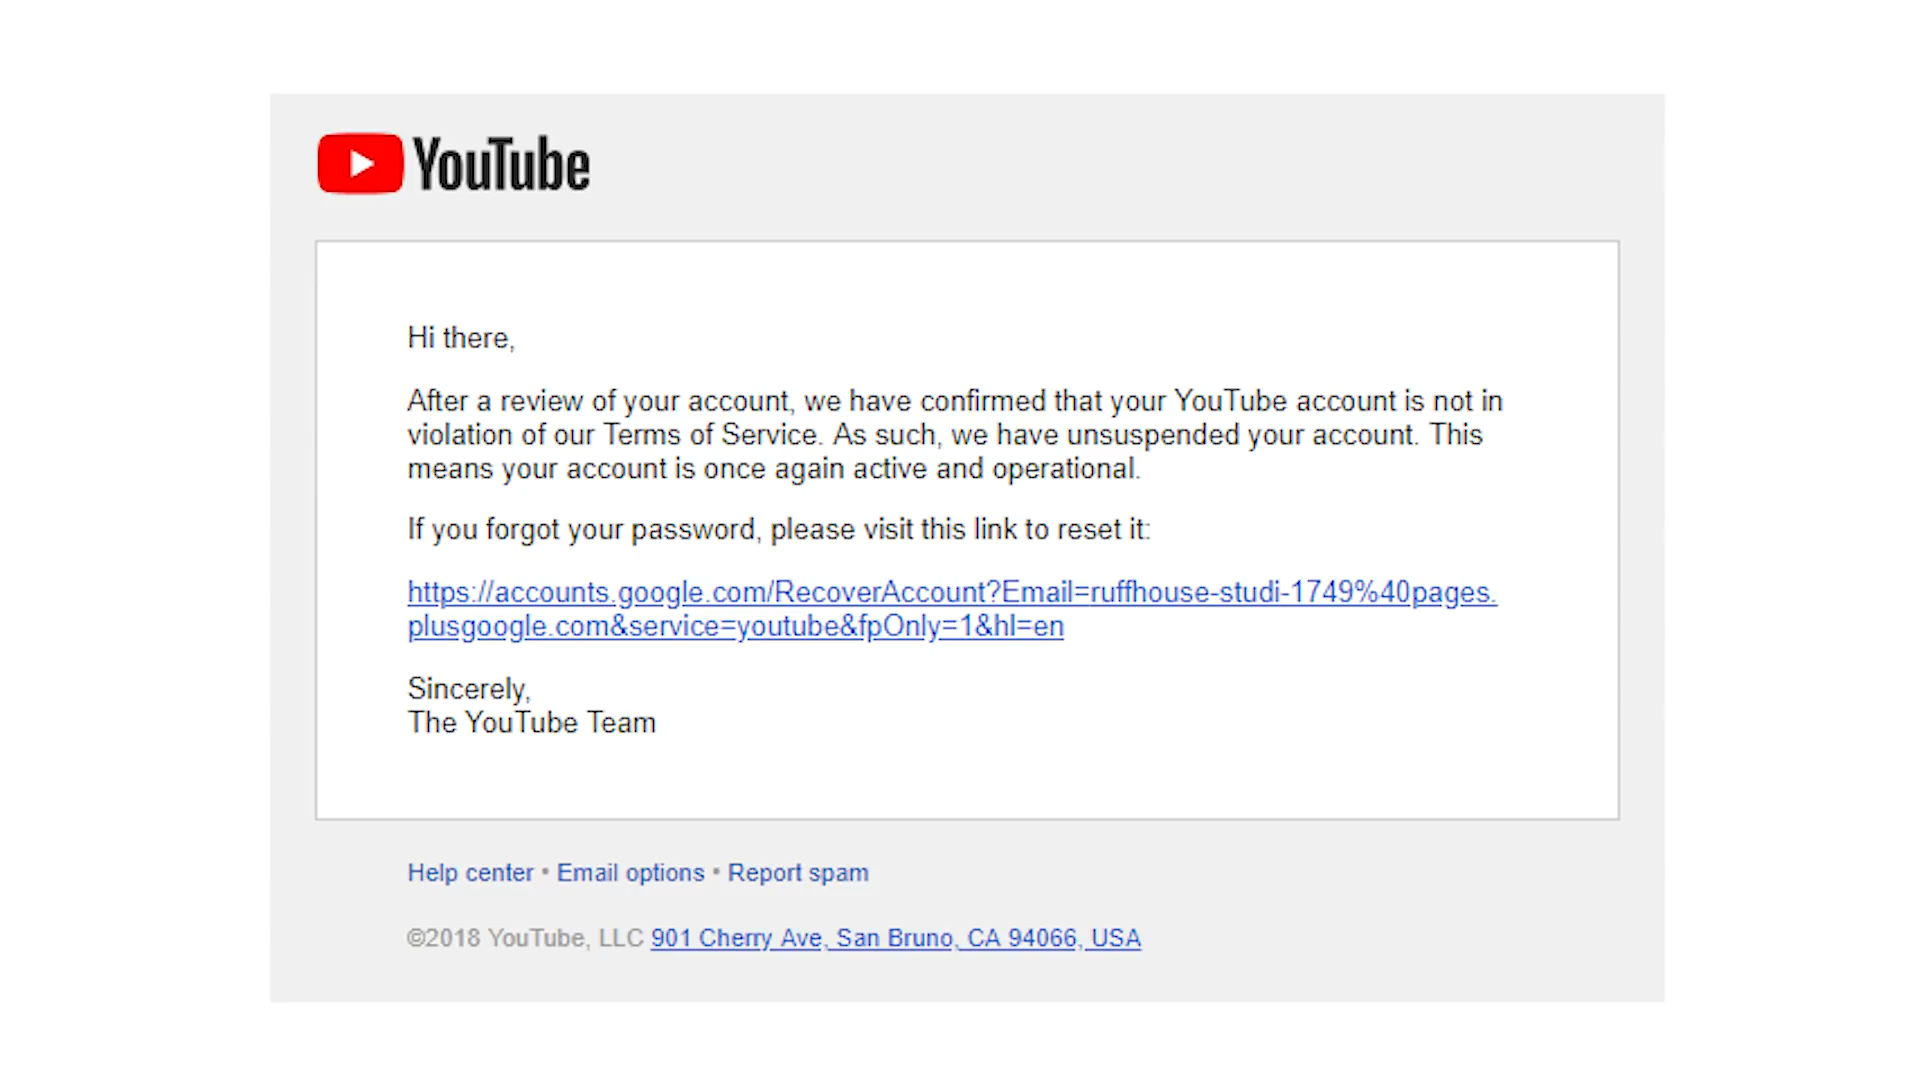 YouTube
Hi there,
After a review of your account, we have confirmed that your YouTube account is not in
violation of our Terms of Service. As such, we have unsuspended your account. This
means your account is once again active and operational.
If you forgot your password, please visit this link to reset it:
https://accounts.google.com/RecoverAccount?Email=ruffhouse-studi-1749%40pages.
plusgoogle.com&service=youtube&fpOnly=1&hl=en
Sincerely,
The YouTube Team
Help center • Email options • Report spam
©2018 YouTube, LLC 901 Cherry Ave, San Bruno, CA 94066, USA